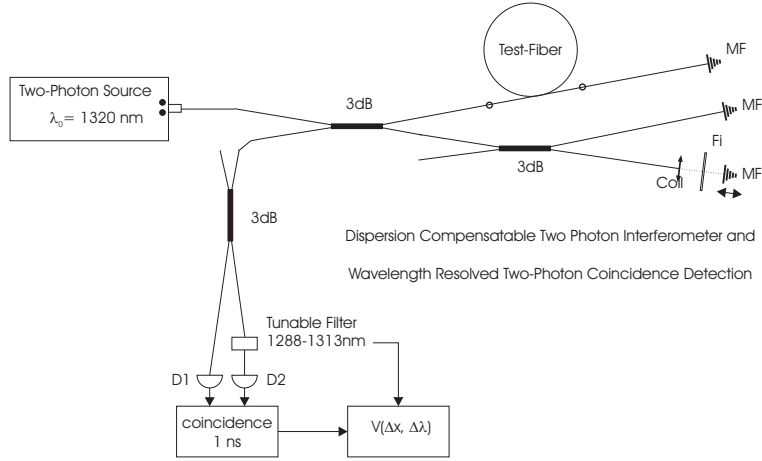 Test-Fiber
MF
Two-Photon Source
λ₀= 1320 nm
3dB
MF
Fi
3dB
Coll
MF
3dB
Dispersion Compensatable Two Photon Interferometer and
Wavelength Resolved Two-Photon Coincidence Detection
Tunable Filter
1288-1313nm
D1
D2
coincidence
1 ns
V(Δx, Δλ)